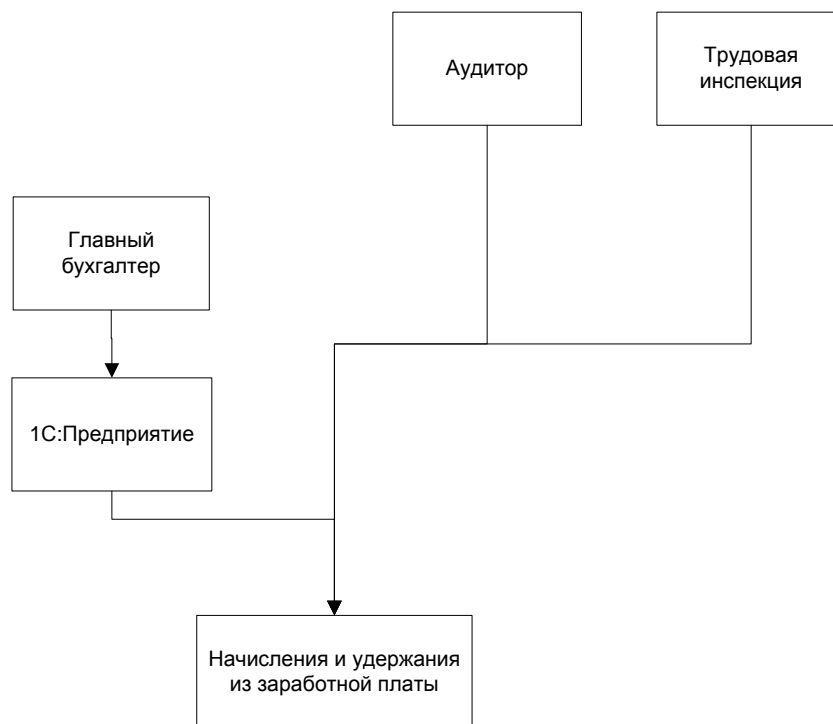 Аудитор
Трудовая
инспекция
Главный
бухгалтер
1С:Предприятие
Начисления и удержания
из заработной платы